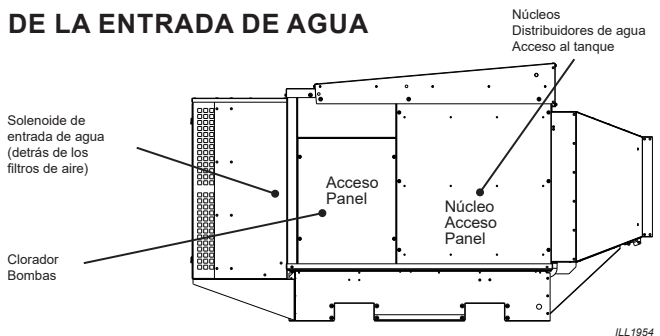 DE LA ENTRADA DE AGUA
Núcleos
Distribuidores de agua
Acceso al tanque
Solenoide de
entrada de agua
(detrás de los
filtros de aire)
Acceso
Panel
Núcleo
Acceso
Panel
Clorador
Bombas
ILL1954